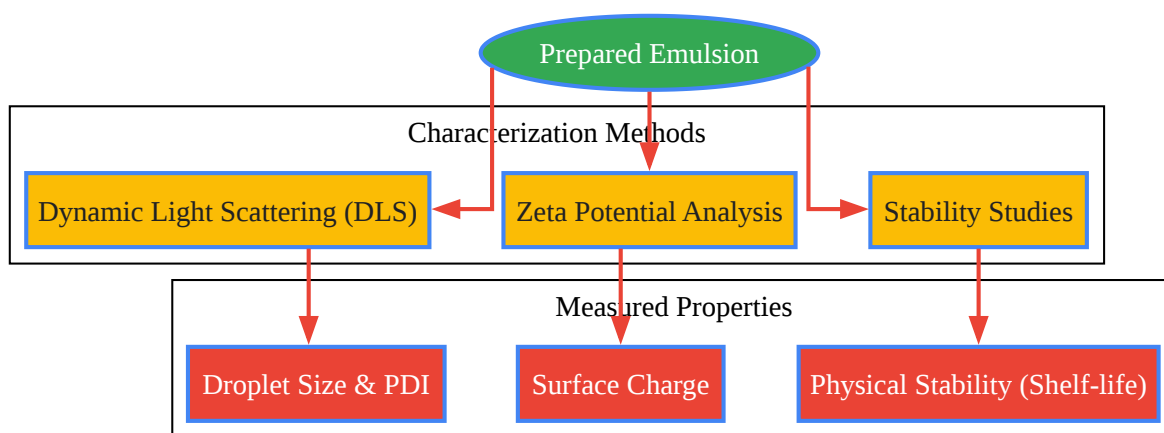 Prepared Emulsion
Characterization Methods
Dynamic Light Scattering (DLS)
Zeta Potential Analysis
Stability Studies
Measured Properties
Droplet Size & PDI
Surface Charge
Physical Stability (Shelf-life)